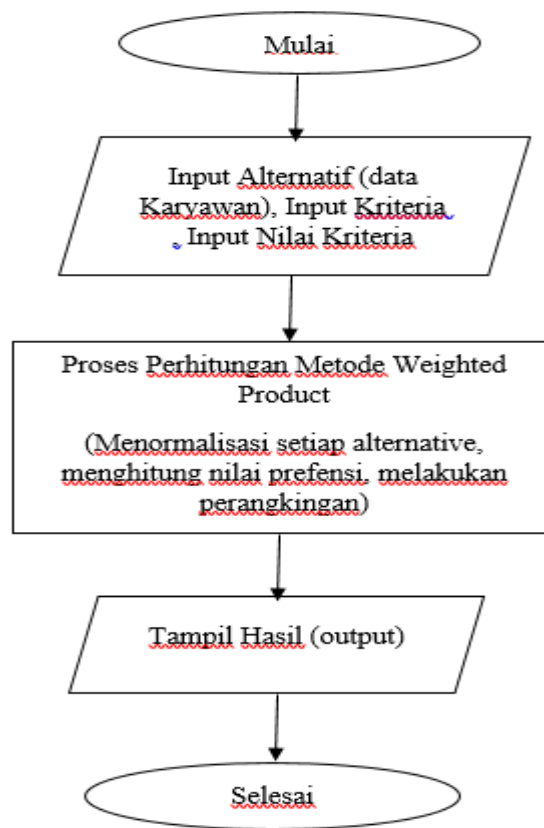 Mulai
Input Alternatif (data
Karyawan), Input Kriteria
, Input Nilai Kriteria
Proses Perhitungan Metode Weighted
Product
(Menormalisasi setiap alternative,
menghitung nilai prefensi, melakukan
perangkingan)
Tampil Hasil (output)
Selesai